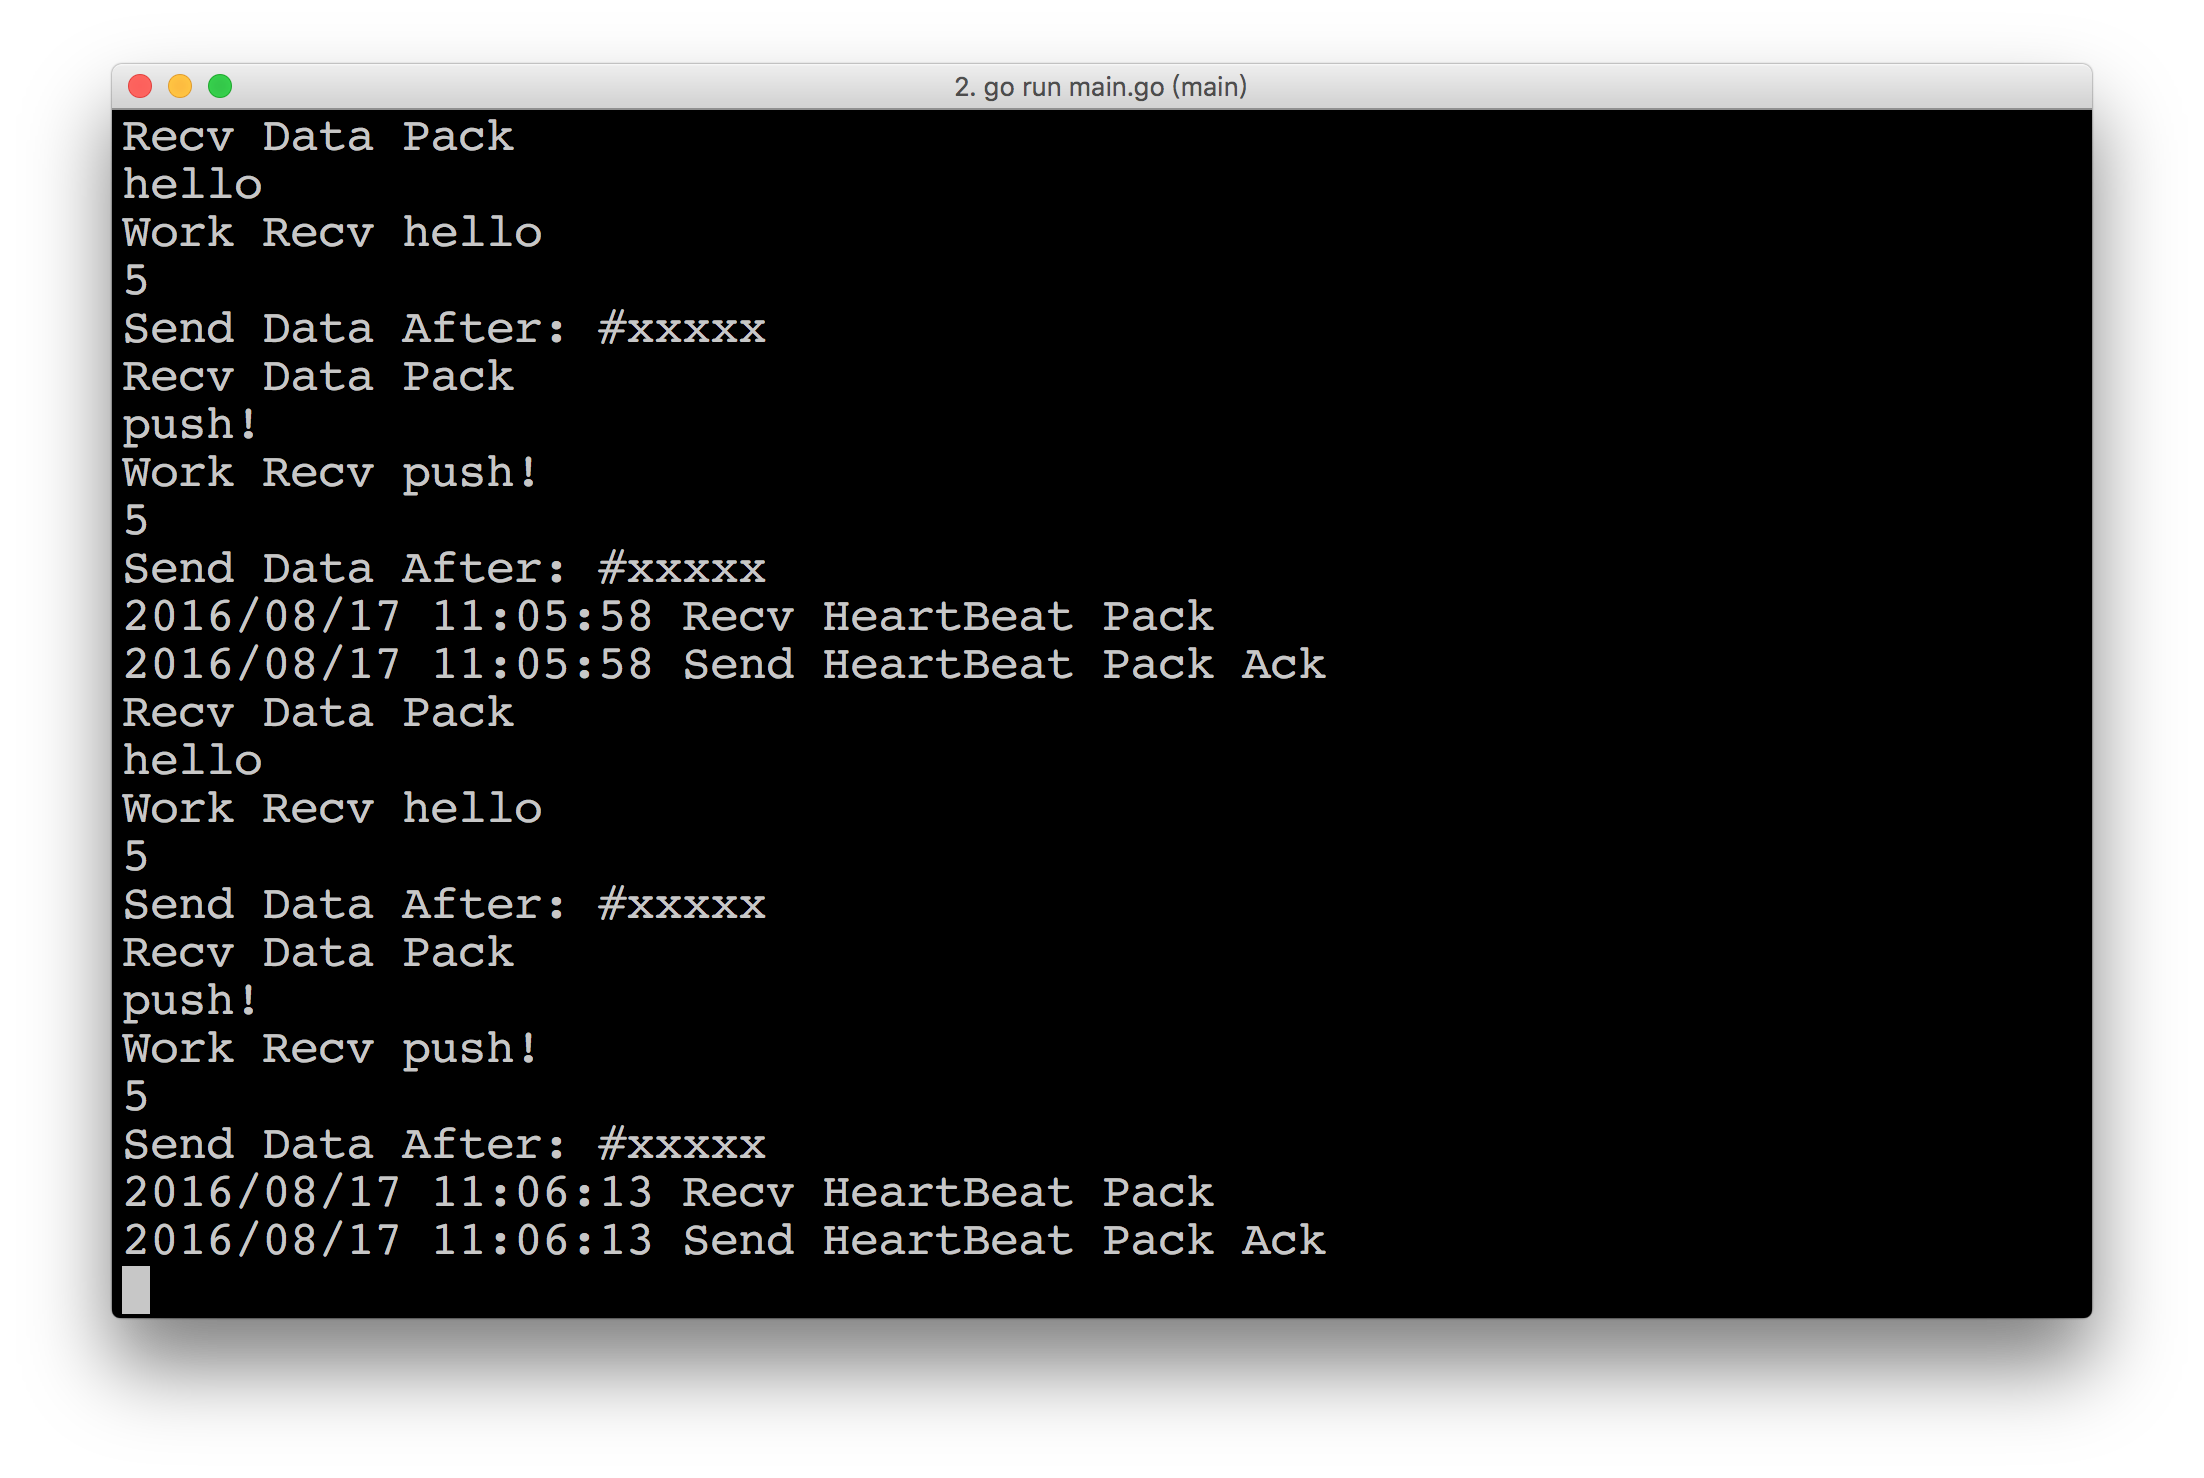 2. go run main.go (main)
Recv Data Pack
hello
Work Recv hello
5
Send Data After: #xxxxx
Recv Data Pack
push!
Work Recv push!
5
Send Data After: #xxxxx
2016/08/17 11:05:58 Recv HeartBeat Pack
2016/08/17 11:05:58 Send HeartBeat Pack Ack
Recv Data Pack
hello
Work Recv hello
5
Send Data After: #xxxxx
Recv Data Pack
push!
Work Recv push!
5
Send Data After: #xxxxx
2016/08/17 11:06:13 Recv HeartBeat Pack
2016/08/17 11:06:13 Send HeartBeat Pack Ack